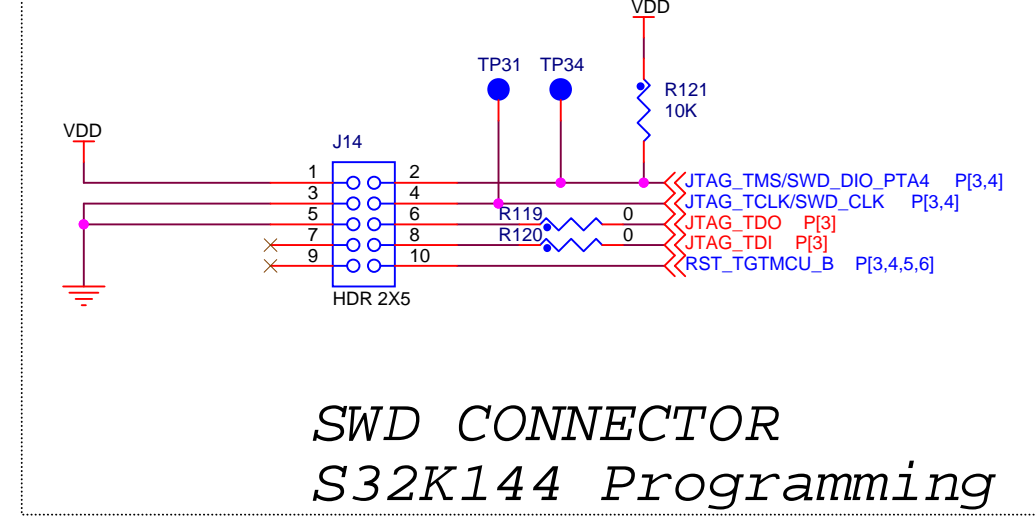 VDD
TP31 TP34
R121
10K
VDD
J14
1 2 JTAG_TMS/SWD_DIO_PTA4 P[3,4]
3 4 JTAG_TCLK/SWD_CLK P[3,4]
5 6 R119 0 JTAG_TDO P[3]
7 8 R120 0 JTAG_TDI P[3]
9 10 RST_TGTMCU_B P[3,4,5,6]
HDR 2X5
SWD CONNECTOR
S32K144 Programming